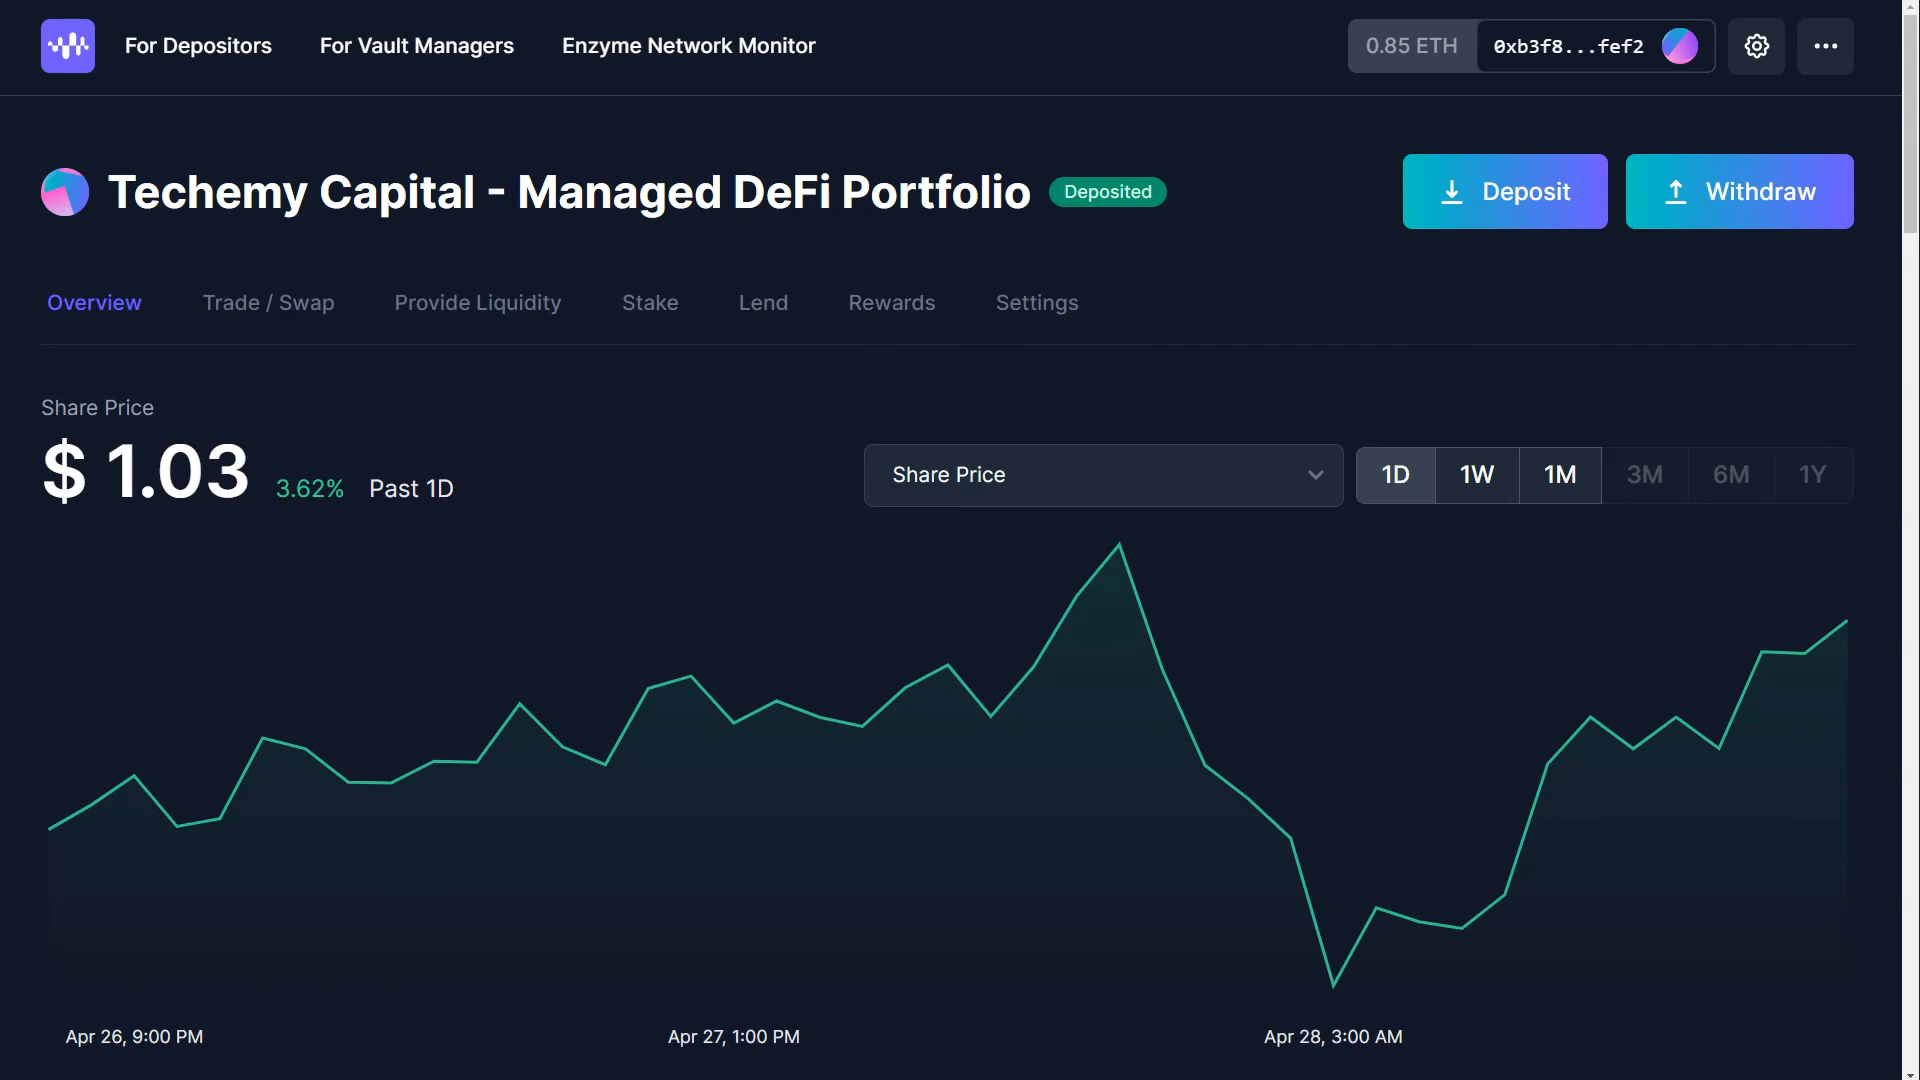 For Depositors
For Vault Managers
Enzyme Network Monitor
0.85 ETH
0xb3f8...fef2
Techemy Capital - Managed DeFi Portfolio
Deposited
Deposit
Withdraw
Overview
Trade / Swap
Provide Liquidity
Stake
Lend
Rewards
Settings
Share Price
$ 1.03
3.62%
Past 1D
Share Price
1D
1W
1M
3M
6M
1Y
Apr 26, 9:00 PM
Apr 27, 1:00 PM
Apr 28, 3:00 AM